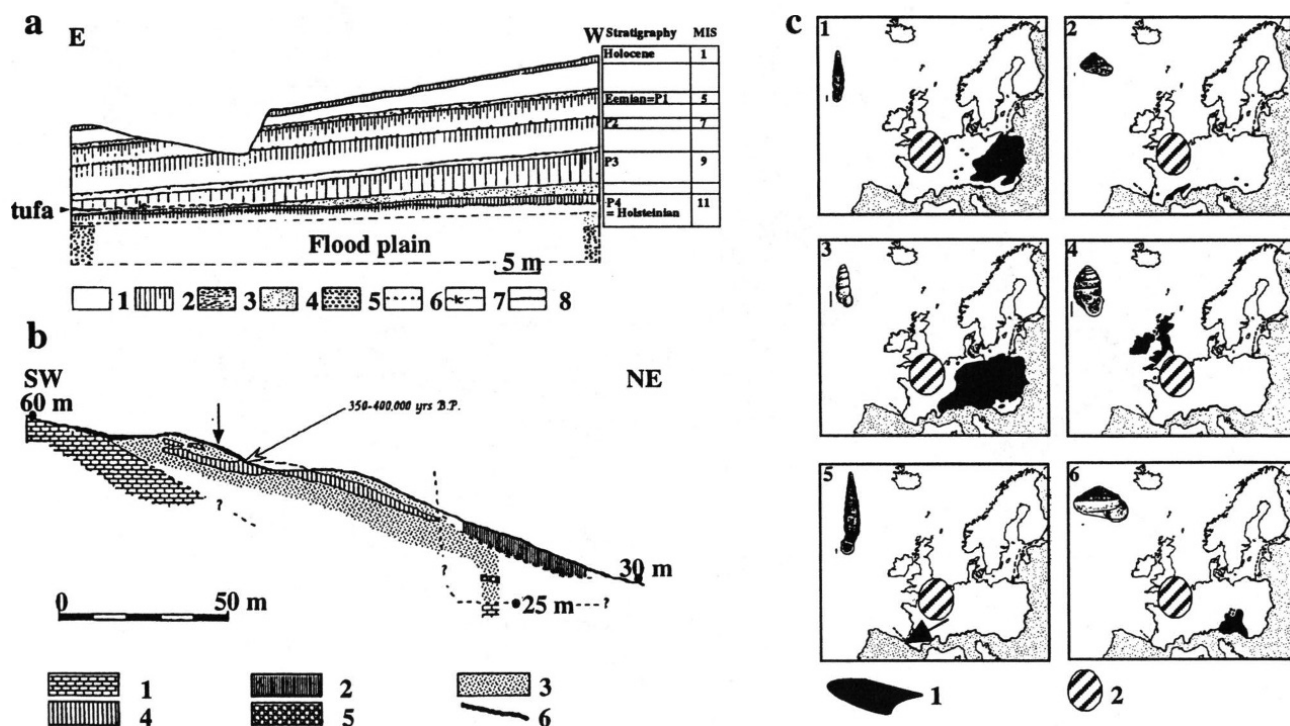 a
E
W
Stratigraphy MIS
Holocene 1
Eemian=P1 5
P2 7
P3 9
P4 11
= Holsteinian
tufa
Flood plain
5 m
1 2 3 4 5 6 7 8
b
SW
60 m
NE
350-400,000 yrs B.P.
?
?
30 m
25 m
?
0 50 m
1 2 3
4 5 6
c
1 2
3 4
5 6
1 2